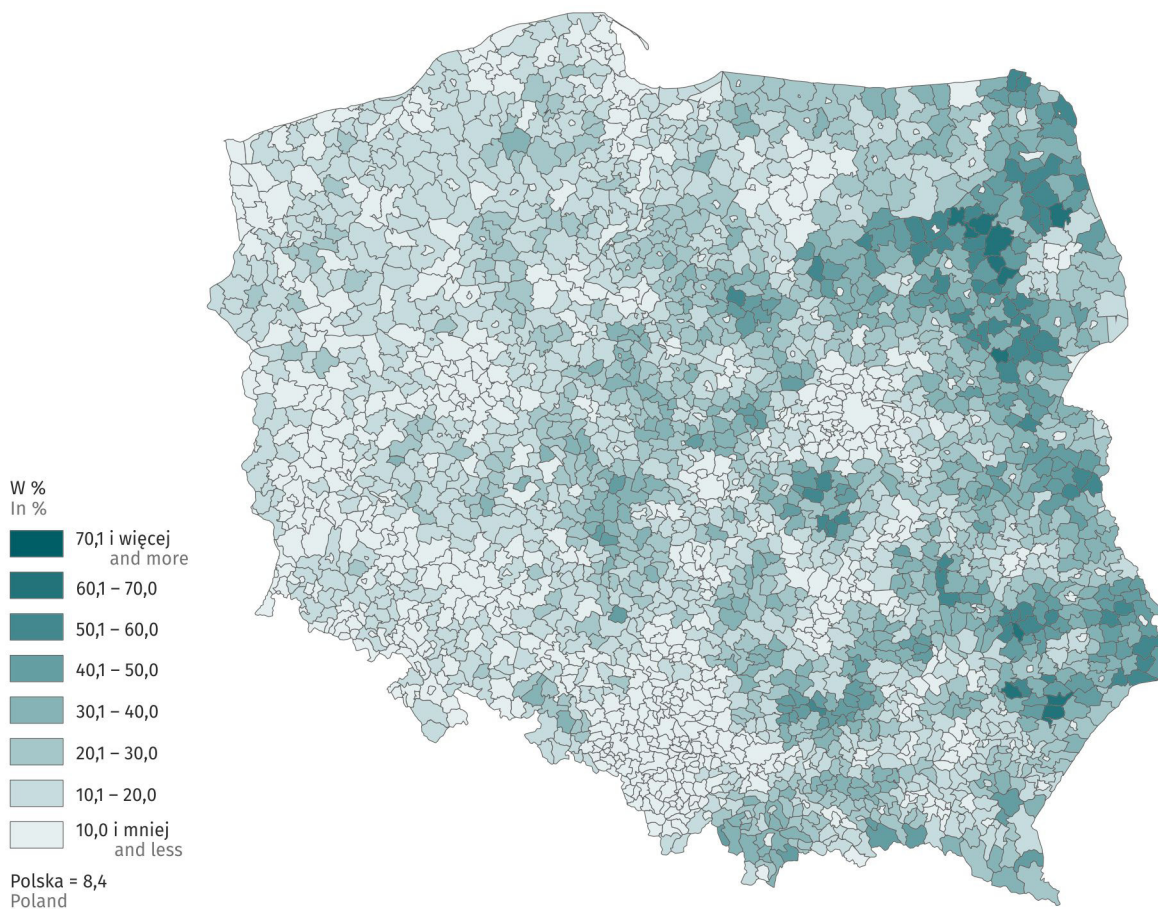 W %
In %
70,1 i więcej
and more
60,1 – 70,0
50,1 – 60,0
40,1 – 50,0
30,1 – 40,0
20,1 – 30,0
10,1 – 20,0
10,0 i mniej
and less
Polska = 8,4
Poland